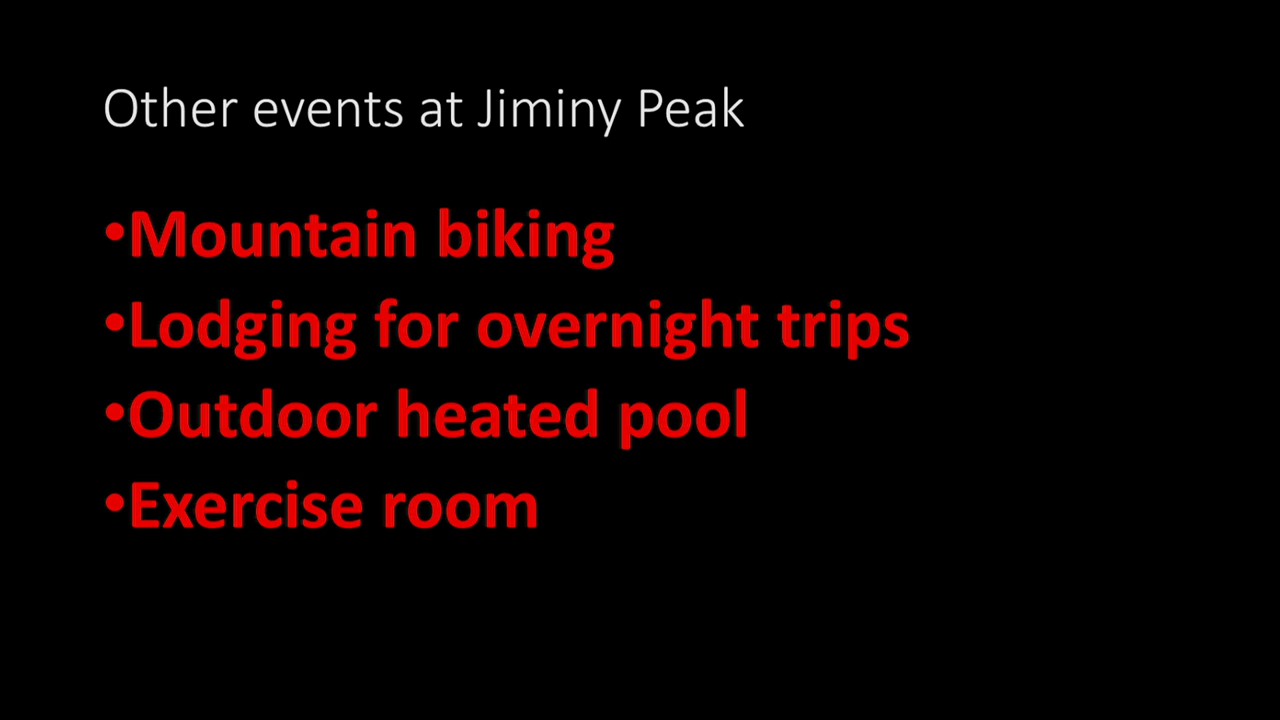 Other events at Jiminy Peak
•Mountain biking
•Lodging for overnight trips
•Outdoor heated pool
•Exercise room